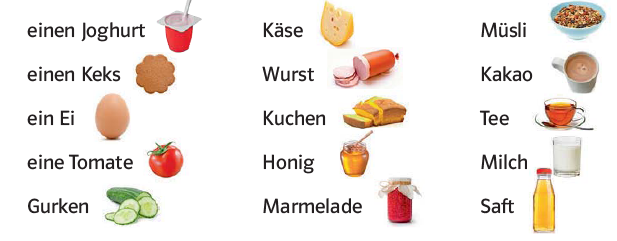 einen Joghurt
einen Keks
ein Ei
eine Tomate
Gurken
Käse
Wurst
Kuchen
Honig
Marmelade
Müsli
Kakao
Tee
Milch
Saft